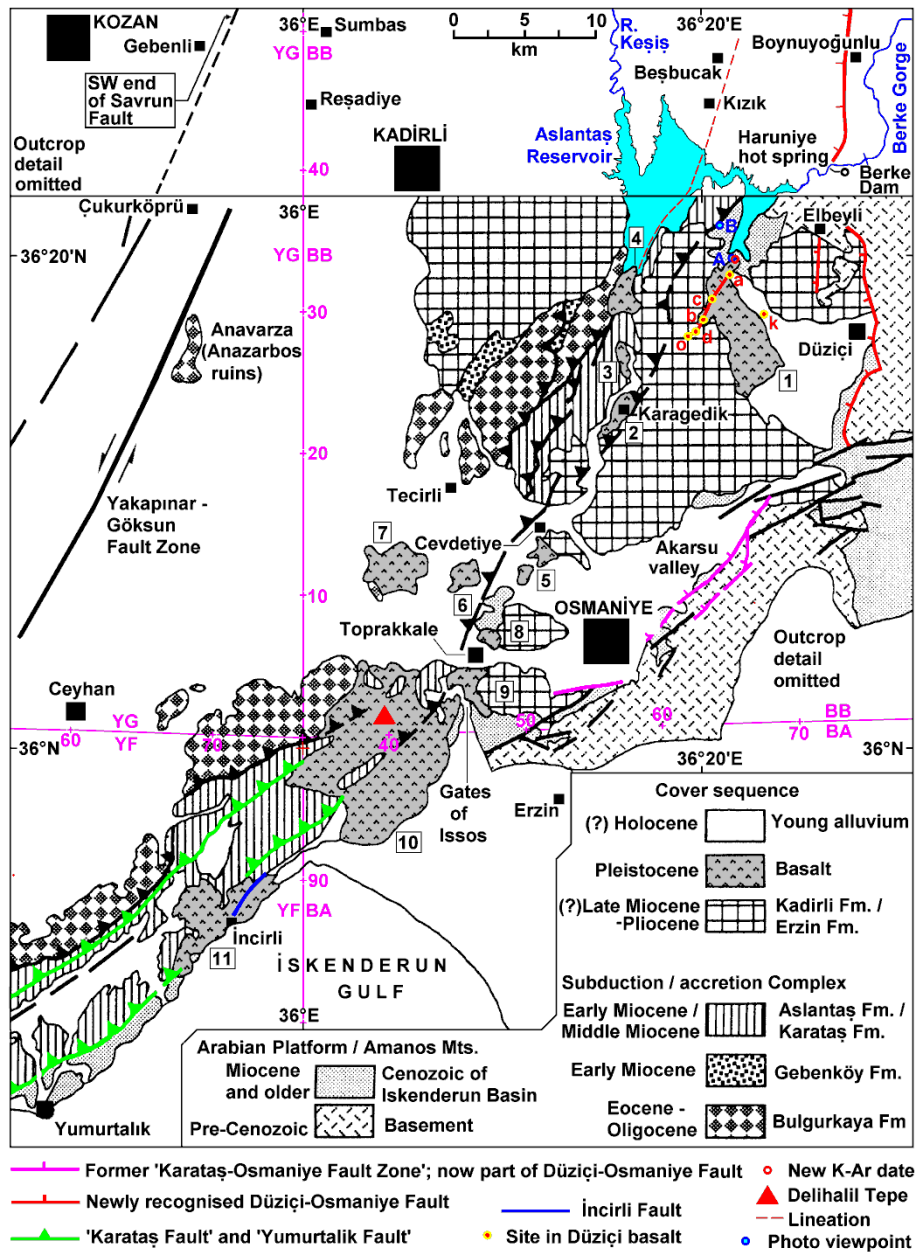 KOZAN
Gebenli
36°E
Sumbas
0 5 10
km
36°20'E
R.
Keşiş
Beşbucak
Boynuyoğunlu
YG BB
SW end
of Savrun
Fault
Reşadiye
Kızık
Berke Gorge
KADİRLİ
Aslantaş
Reservoir
Haruniye
hot spring
Outcrop
detail
omitted
40
Berke
Dam
Çukurköprü
36°E
Elbeyli
36°20'N
YG BB
4
B
A
a
30
c
b
d
o
k
Düziçi
Anavarza
(Anazarbos
ruins)
3
1
Karagedik
2
20
Tecirli
Yakapınar -
Göksun
Fault Zone
7
Cevdetiye
Akarsu
valley
5
10
6
OSMANİYE
8
Toprakkale
Outcrop
detail
omitted
Ceyhan
9
YG
BB
60
70
40
50
60
70
YF
BA
36°N
36°20'E
36°N
Gates
of
Issos
Erzin
10
90
YF BA
İncirli
11
İSKENDERUN
GULF
36°E
Cover sequence
(?) Holocene Young alluvium
Pleistocene Basalt
(?)Late Miocene
-Pliocene
Kadirli Fm. /
Erzin Fm.
Subduction / accretion Complex
Early Miocene /
Middle Miocene
Aslantaş Fm. /
Karataş Fm.
Early Miocene Gebenköy Fm.
Eocene -
Oligocene
Bulgurkaya Fm
Arabian Platform / Amanos Mts.
Miocene
and older
Cenozoic of
Iskenderun Basin
Pre-Cenozoic Basement
Yumurtalık
Former 'Karataş-Osmaniye Fault Zone'; now part of Düziçi-Osmaniye Fault
New K-Ar date
Newly recognised Düziçi-Osmaniye Fault
Delihalil Tepe
İncirli Fault
Lineation
'Karataş Fault' and 'Yumurtalik Fault'
Site in Düziçi basalt
Photo viewpoint